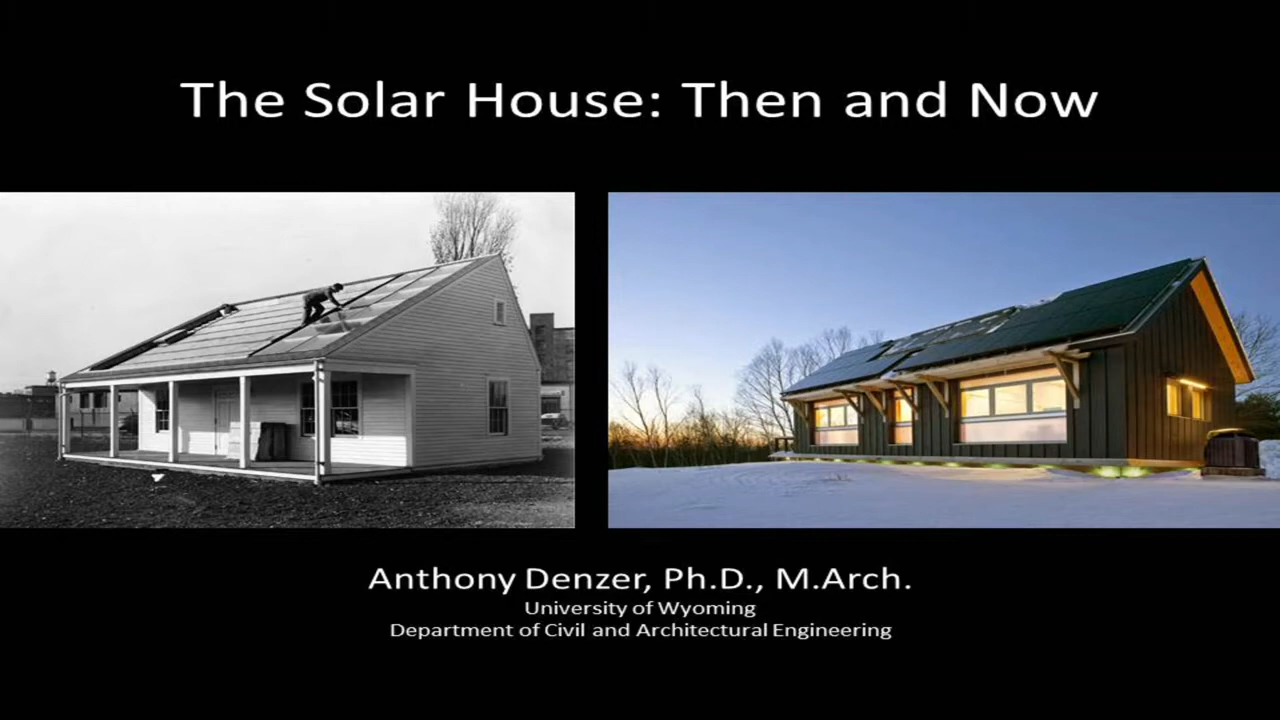 The Solar House: Then and Now
Anthony Denzer, Ph.D., M.Arch.
University of Wyoming
Department of Civil and Architectural Engineering